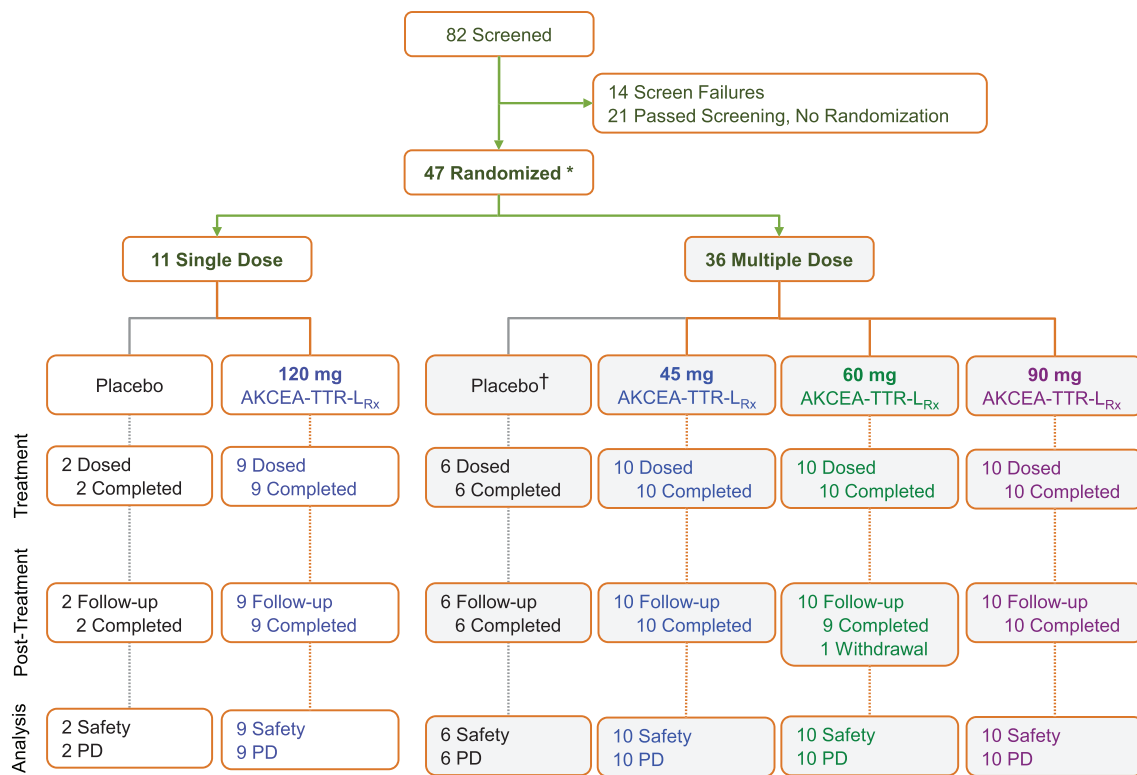 82 Screened
14 Screen Failures
21 Passed Screening, No Randomization
47 Randomized *
11 Single Dose
36 Multiple Dose
Placebo
120 mg
AKCEA-TTR-LRx
Placebo†
45 mg
AKCEA-TTR-LRx
60 mg
AKCEA-TTR-LRx
90 mg
AKCEA-TTR-LRx
Treatment
2 Dosed
2 Completed
9 Dosed
9 Completed
6 Dosed
6 Completed
10 Dosed
10 Completed
10 Dosed
10 Completed
10 Dosed
10 Completed
Post-Treatment
2 Follow-up
2 Completed
9 Follow-up
9 Completed
6 Follow-up
6 Completed
10 Follow-up
10 Completed
10 Follow-up
9 Completed
1 Withdrawal
10 Follow-up
10 Completed
Analysis
2 Safety
2 PD
9 Safety
9 PD
6 Safety
6 PD
10 Safety
10 PD
10 Safety
10 PD
10 Safety
10 PD